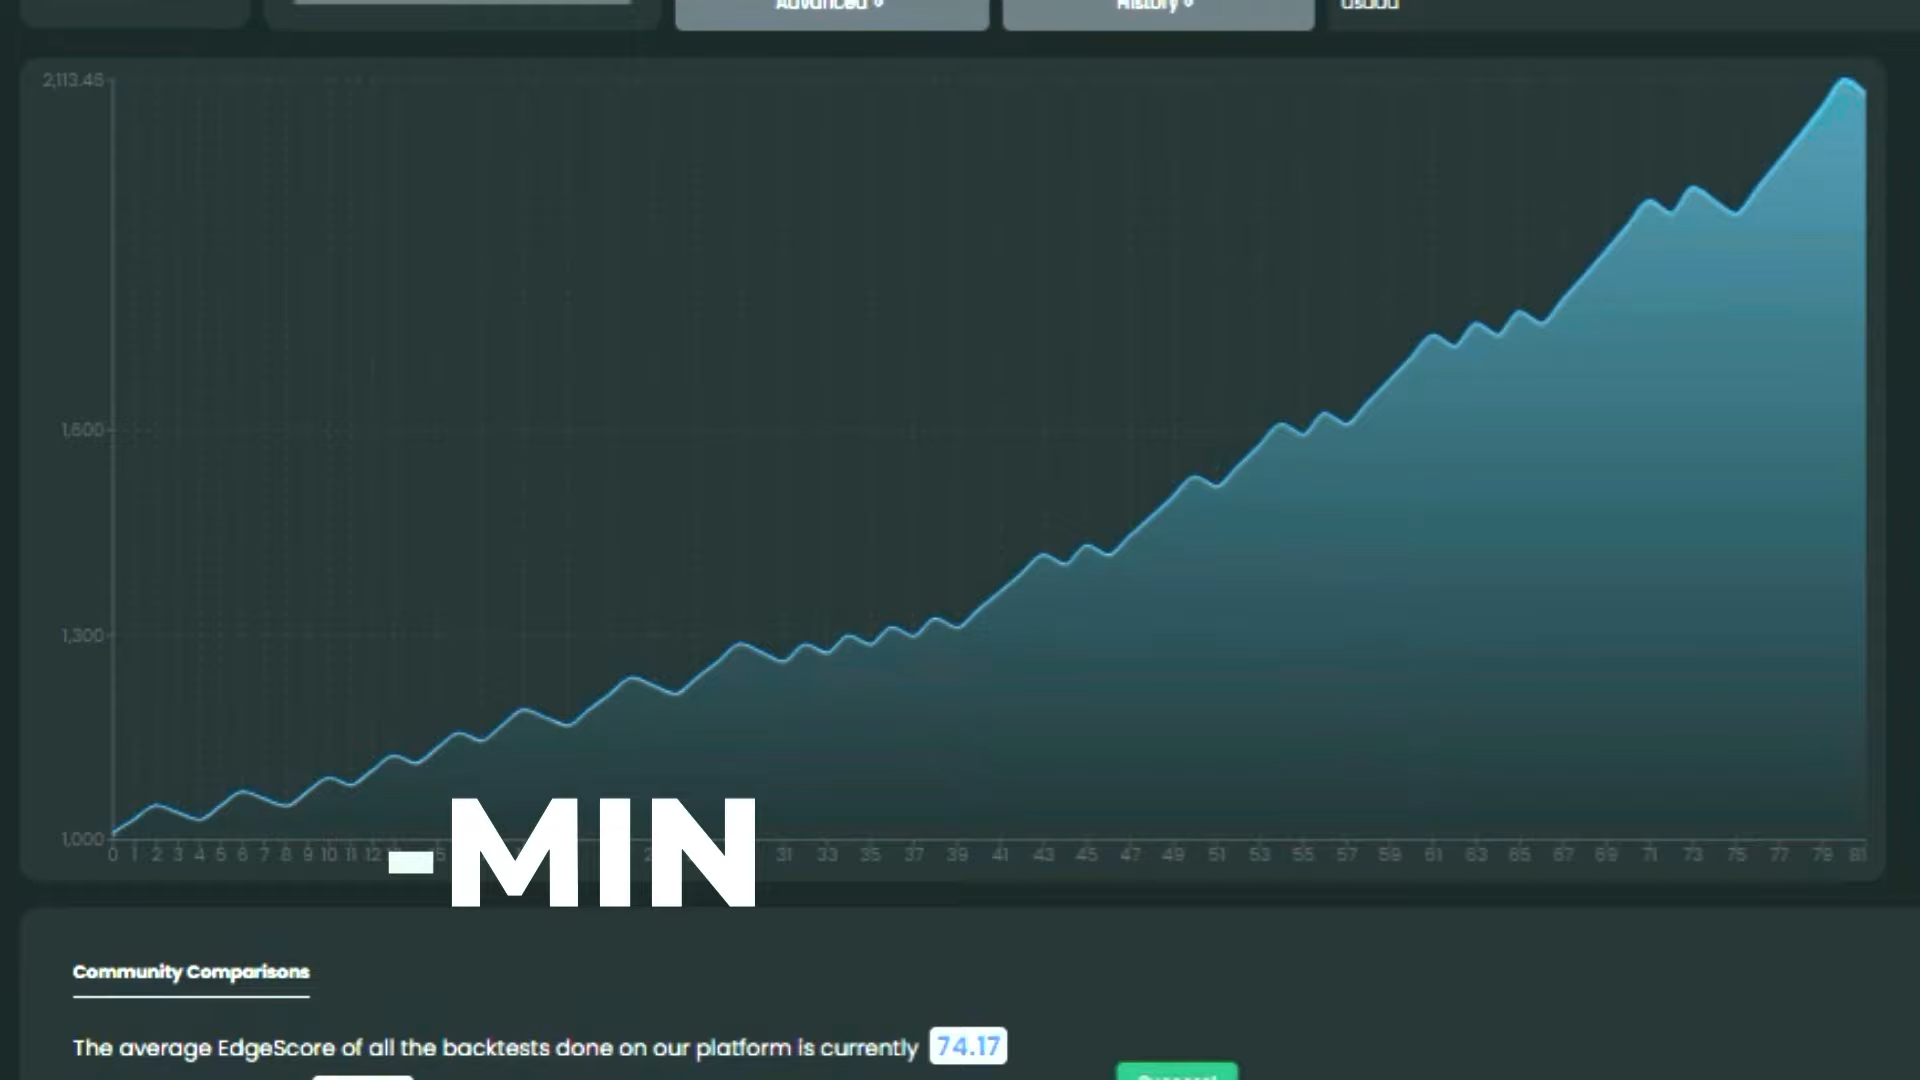 Advanced
History
2,113.45
1,600
1,300
1,000
0 1 2 3 4 5 6 7 8 9 10 11 12 31 33 35 37 39 41 43 45 47 49 51 53 55 57 59 61 63 65 67 69 71 73 75 77 79 81
-MIN
Community Comparisons
The average EdgeScore of all the backtests done on our platform is currently 74.17